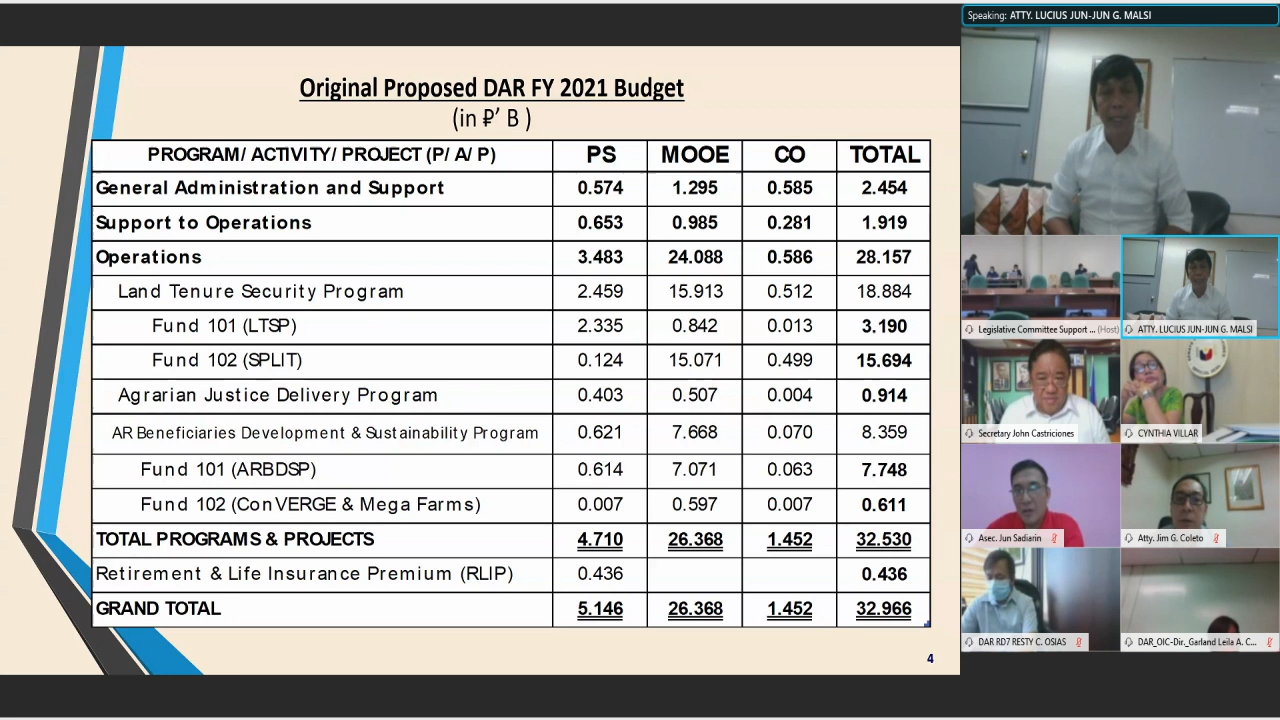 Speaking: ATTY. LUCIUS JUN-JUN G. MALSI
Original Proposed DAR FY 2021 Budget
(in ₽' B )
PROGRAM/ ACTIVITY/ PROJECT (P/ A/ P) PS MOOE CO TOTAL
General Administration and Support 0.574 1.295 0.585 2.454
Support to Operations 0.653 0.985 0.281 1.919
Operations 3.483 24.088 0.586 28.157
Land Tenure Security Program 2.459 15.913 0.512 18.884
Fund 101 (LTSP) 2.335 0.842 0.013 3.190
Fund 102 (SPLIT) 0.124 15.071 0.499 15.694
Agrarian Justice Delivery Program 0.403 0.507 0.004 0.914
AR Beneficiaries Development & Sustainability Program 0.621 7.668 0.070 8.359
Fund 101 (ARBDSP) 0.614 7.071 0.063 7.748
Fund 102 (ConVERGE & Mega Farms) 0.007 0.597 0.007 0.611
TOTAL PROGRAMS & PROJECTS 4.710 26.368 1.452 32.530
Retirement & Life Insurance Premium (RLIP) 0.436 0.436
GRAND TOTAL 5.146 26.368 1.452 32.966
4
Legislative Committee Support ... (Host)
ATTY. LUCIUS JUN-JUN G. MALSI
Secretary John Castriciones
CYNTHIA VILLAR
Asec. Jun Sadiarin
Atty. Jim G. Coleto
DAR RD7 RESTY C. OSIAS
DAR_OIC-Dir._Garland Leila A. C...